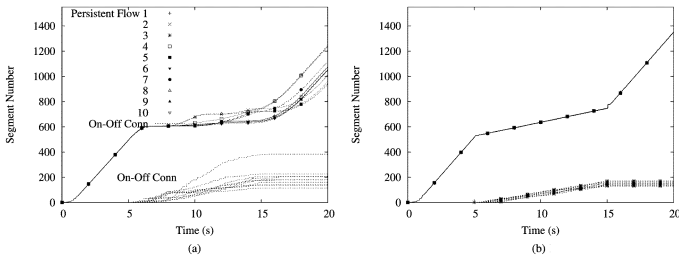 Persistent Flow 1
2
3
4
5
6
7
8
9
10
On-Off Conn
On-Off Conn
Segment Number
1400
1200
1000
800
600
400
200
0
0 5 10 15 20
Time (s)
(a)
Segment Number
1400
1200
1000
800
600
400
200
0
0 5 10 15 20
Time (s)
(b)